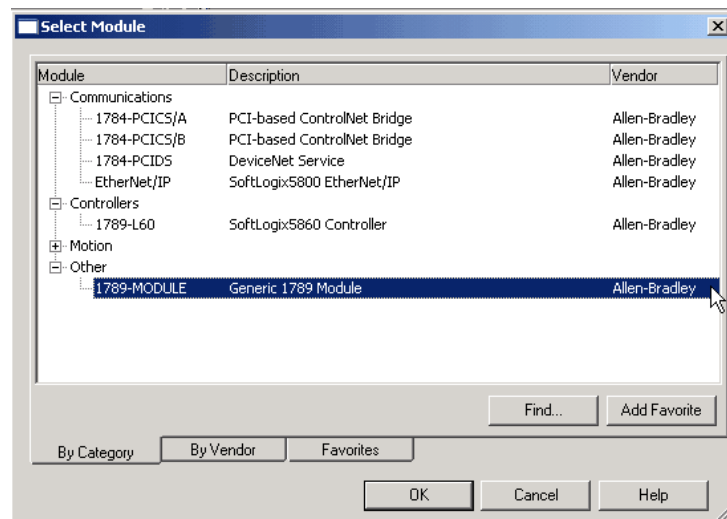 Select Module
Module Description Vendor
Communications
1784-PCICS/A PCI-based ControlNet Bridge Allen-Bradley
1784-PCICS/B PCI-based ControlNet Bridge Allen-Bradley
1784-PCIDS DeviceNet Service Allen-Bradley
EtherNet/IP SoftLogix5800 EtherNet/IP Allen-Bradley
Controllers
1789-L60 SoftLogix5860 Controller Allen-Bradley
Motion
Other
1789-MODULE Generic 1789 Module Allen-Bradley
Find... Add Favorite
By Category By Vendor Favorites
OK Cancel Help